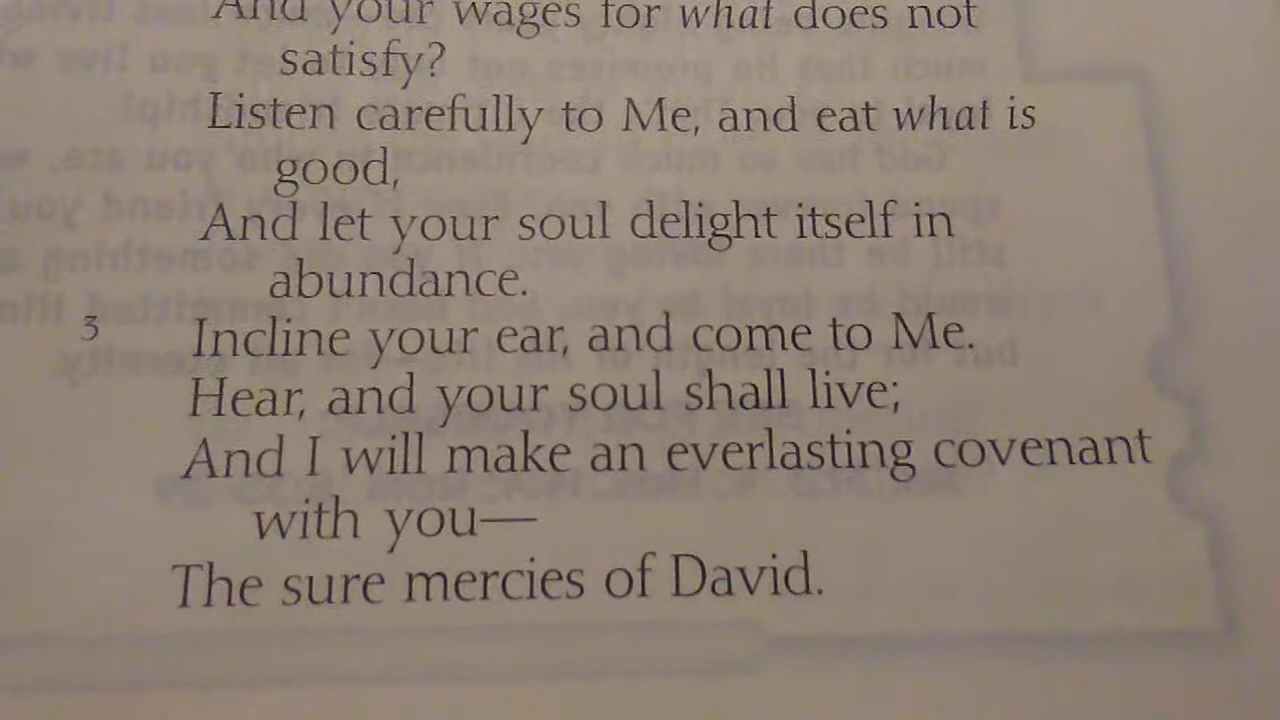 And your wages for what does not
satisfy?
Listen carefully to Me, and eat what is
good,
And let your soul delight itself in
abundance.
3 Incline your ear, and come to Me.
Hear, and your soul shall live;
And I will make an everlasting covenant
with you—
The sure mercies of David.